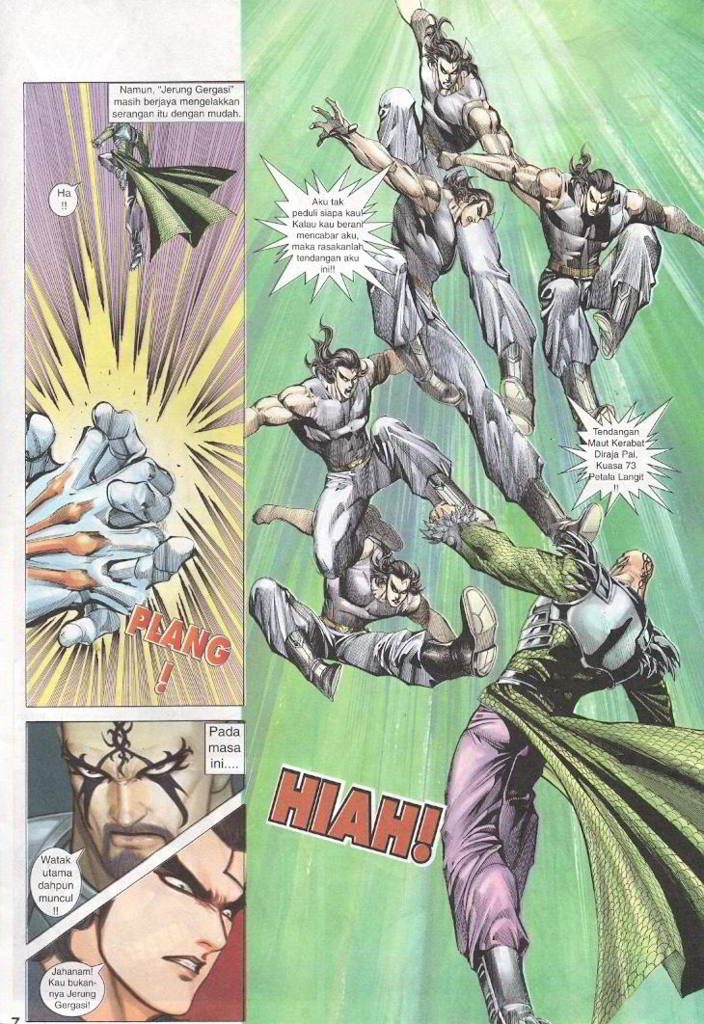 Namun, "Jerung Gergasi"
masih berjaya mengelakkan
serangan itu dengan mudah.
Ha
!!
PLANG
!
Pada
masa
ini....
Watak
utama
dahpun
muncul
!!
Jahanam!
Kau bukan-
nya Jerung
Gergasi!
Aku tak
peduli siapa kau!
Kalau kau berani
mencabar aku,
maka rasakanlah
tendangan aku
ini!!
Tendangan
Maut Kerabat
Diraja Pai,
Kuasa 73
Petala Langit
!!
HIAH!
7